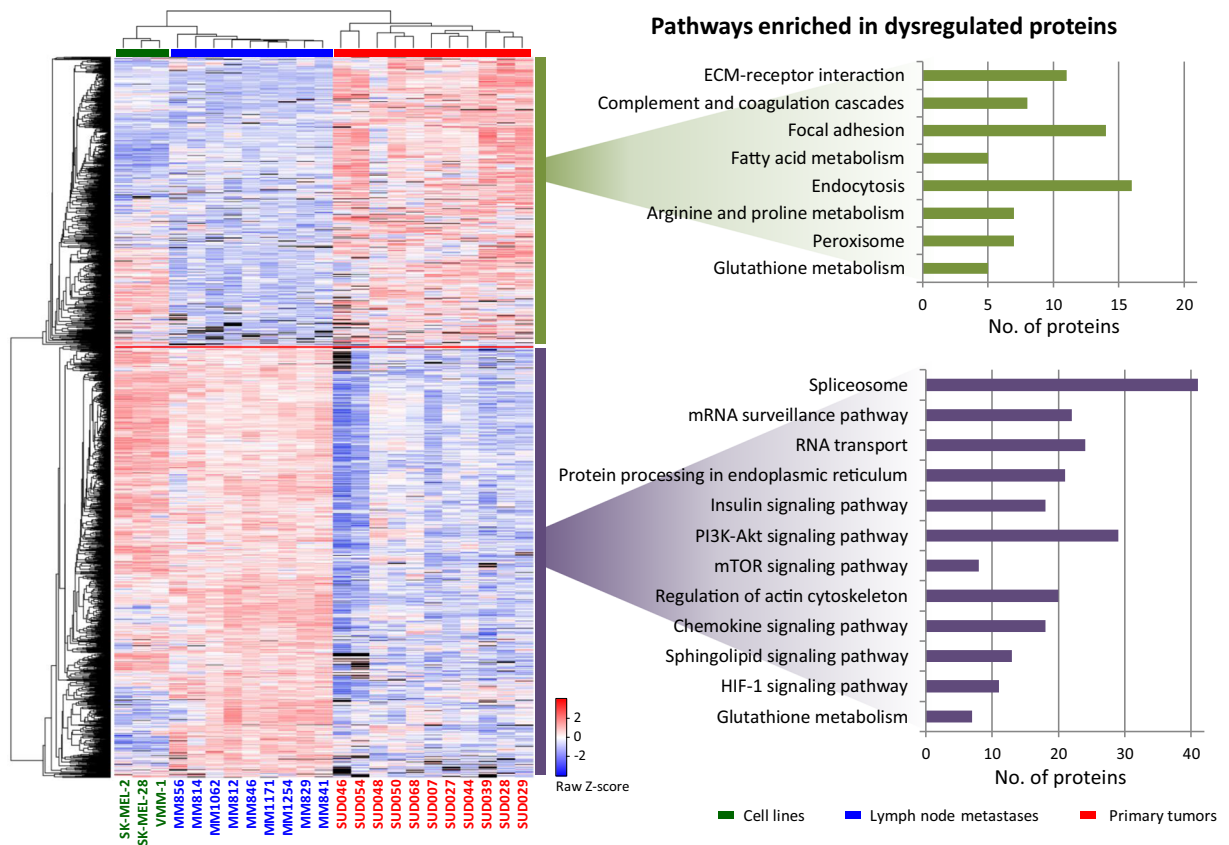 Pathways enriched in dysregulated proteins
ECM-receptor interaction
Complement and coagulation cascades
Focal adhesion
Fatty acid metabolism
Endocytosis
Arginine and proline metabolism
Peroxisome
Glutathione metabolism
0 5 10 15 20
No. of proteins
Spliceosome
mRNA surveillance pathway
RNA transport
Protein processing in endoplasmic reticulum
Insulin signaling pathway
PI3K-Akt signaling pathway
mTOR signaling pathway
Regulation of actin cytoskeleton
Chemokine signaling pathway
Sphingolipid signaling pathway
HIF-1 signaling pathway
Glutathione metabolism
0 10 20 30 40
No. of proteins
2
0
-2
Raw Z-score
SK-MEL-2
SK-MEL-28
VMM-1
MM856
MM814
MM1062
MM812
MM846
MM1171
MM1254
MM829
MM841
SUD046
SUD054
SUD048
SUD050
SUD068
SUD007
SUD027
SUD044
SUD039
SUD028
SUD029
Cell lines Lymph node metastases Primary tumors